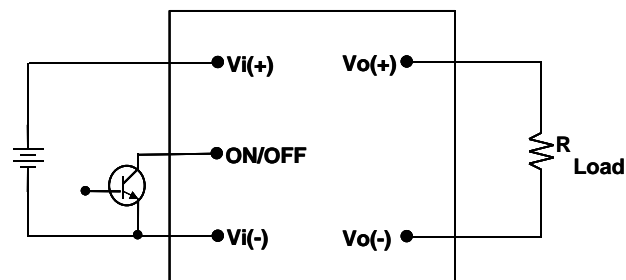 Vi(+)
Vo(+)
R
Load
ON/OFF
Vi(-)
Vo(-)